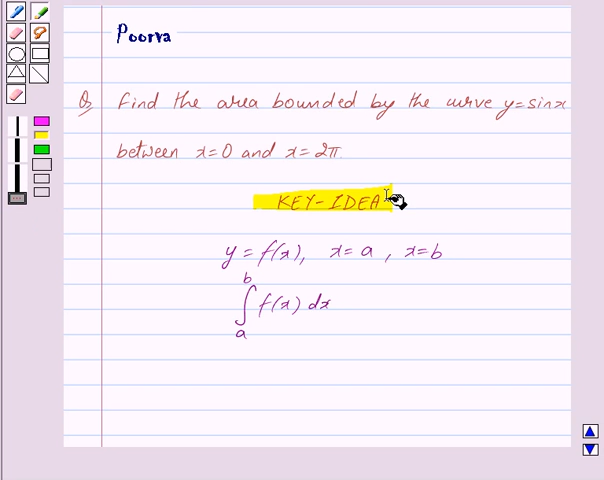 Poorva
Q Find the area bounded by the curve y=sinx
between x=0 and x=2π.
KEY-IDEA
y = f(x), x=a, x=b
b
∫ f(x) dx
a